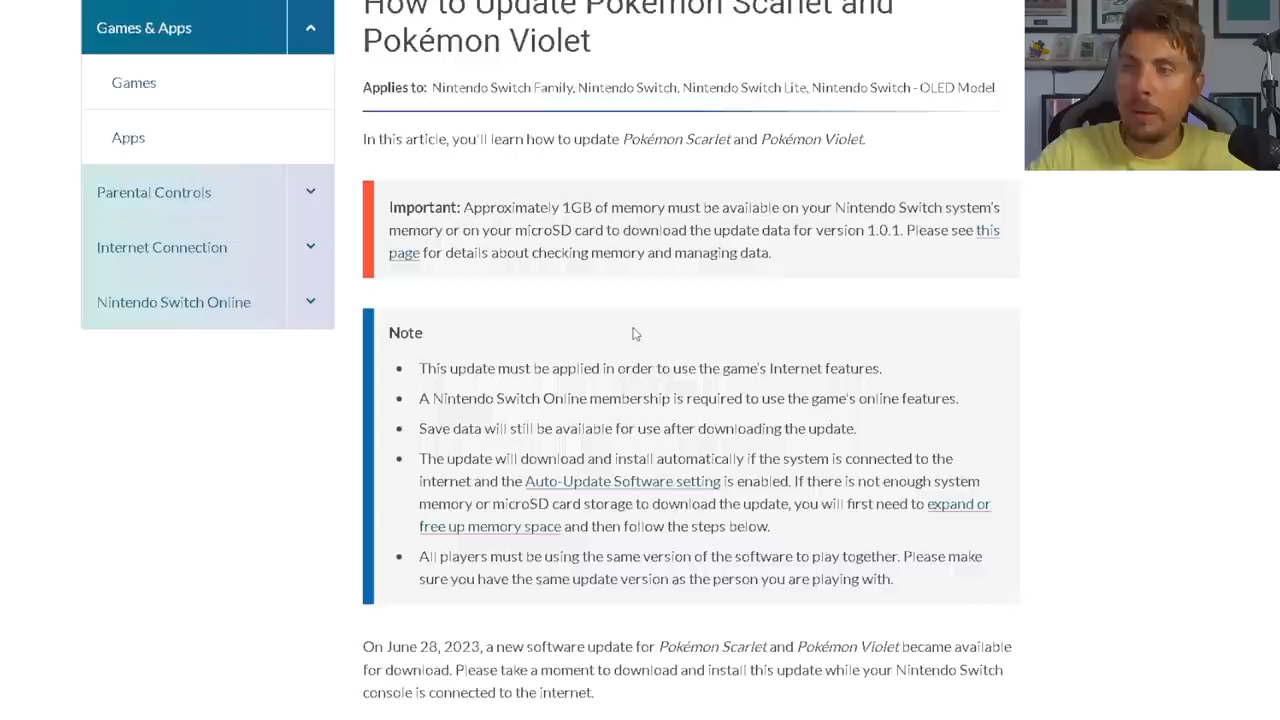 How to Update Pokémon Scarlet and
Pokémon Violet
Games & Apps
Games
Apps
Parental Controls
Internet Connection
Nintendo Switch Online
Applies to: Nintendo Switch Family, Nintendo Switch, Nintendo Switch Lite, Nintendo Switch - OLED Model
In this article, you'll learn how to update Pokémon Scarlet and Pokémon Violet.
Important: Approximately 1GB of memory must be available on your Nintendo Switch system's
memory or on your microSD card to download the update data for version 1.0.1. Please see this
page for details about checking memory and managing data.
Note
• This update must be applied in order to use the game's Internet features.
• A Nintendo Switch Online membership is required to use the game's online features.
• Save data will still be available for use after downloading the update.
• The update will download and install automatically if the system is connected to the
internet and the Auto-Update Software setting is enabled. If there is not enough system
memory or microSD card storage to download the update, you will first need to expand or
free up memory space and then follow the steps below.
• All players must be using the same version of the software to play together. Please make
sure you have the same update version as the person you are playing with.
On June 28, 2023, a new software update for Pokémon Scarlet and Pokémon Violet became available
for download. Please take a moment to download and install this update while your Nintendo Switch
console is connected to the internet.